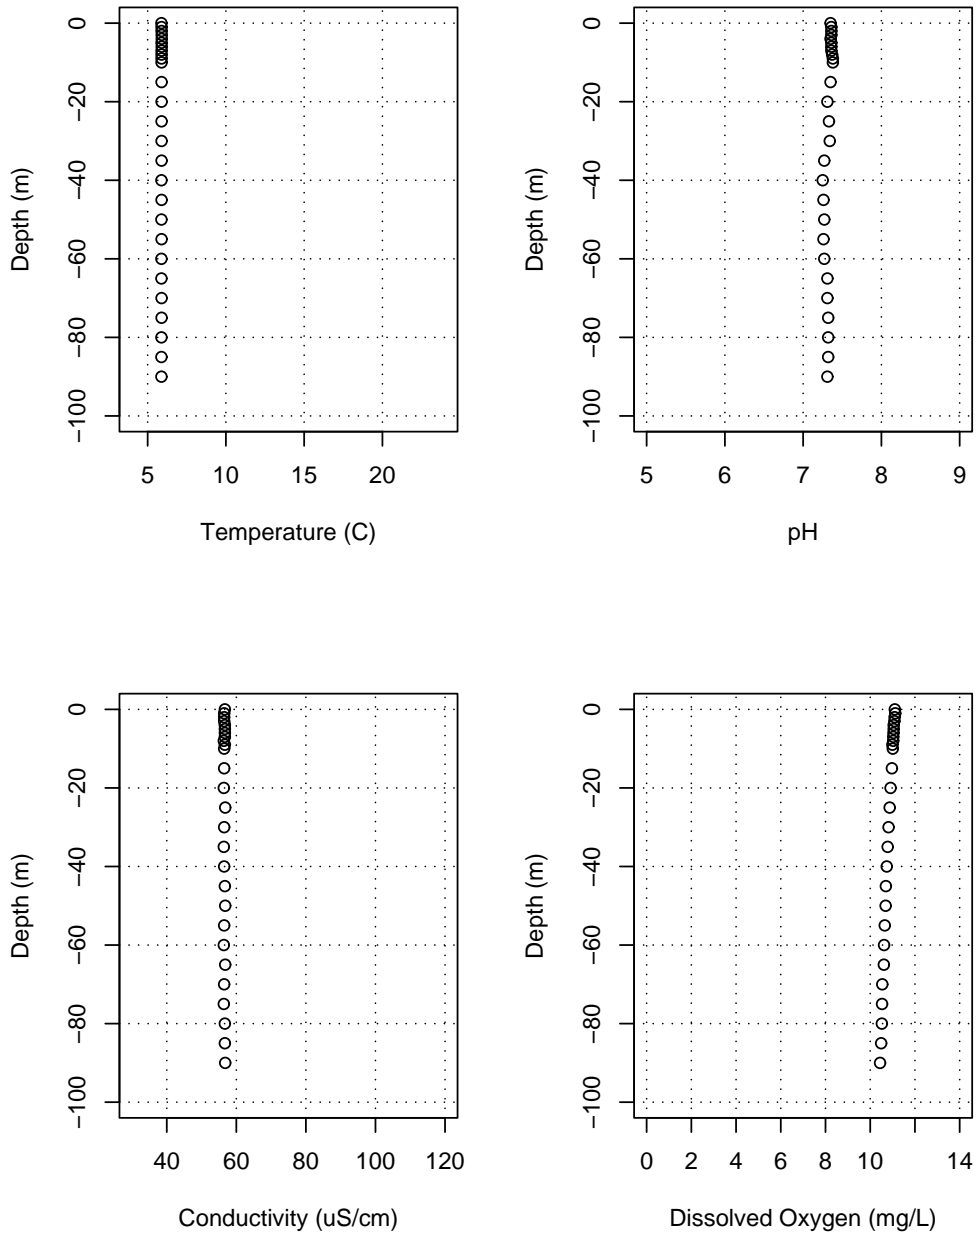 0
−20
−40
−60
−80
−100
Depth (m)
5 10 15 20
Temperature (C)
0
−20
−40
−60
−80
−100
Depth (m)
5 6 7 8 9
pH
0
−20
−40
−60
−80
−100
Depth (m)
40 60 80 100 120
Conductivity (uS/cm)
0
−20
−40
−60
−80
−100
Depth (m)
0 2 4 6 8 10 14
Dissolved Oxygen (mg/L)